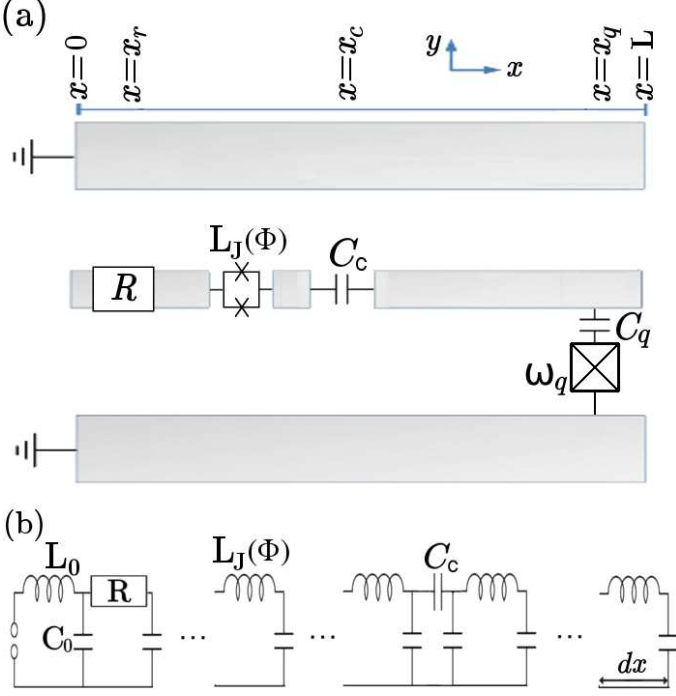 (a)
x=0
x=x_r
x=x_c
y
x
x=x_q
x=L
L_J(Φ)
C_c
R
C_q
ω_q
(b)
L_0
R
C_0
L_J(Φ)
C_c
...
...
...
dx